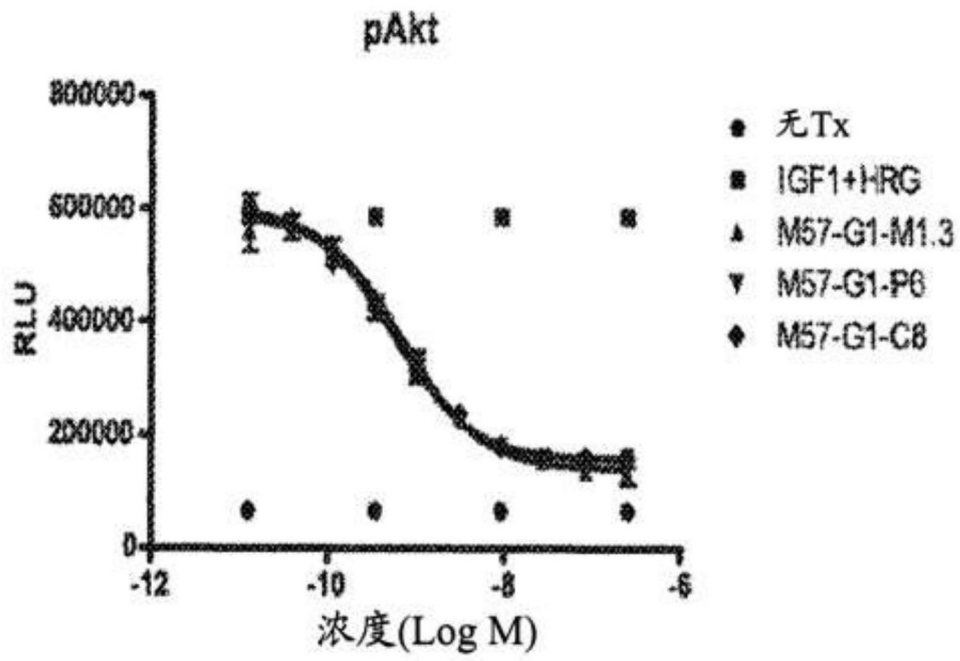 pAkt
800000
600000
400000
200000
0
RLU
-12
-10
-8
-6
浓度(Log M)
无Tx
IGF1+HRG
M57-G1-M1.3
M57-G1-P6
M57-G1-C8